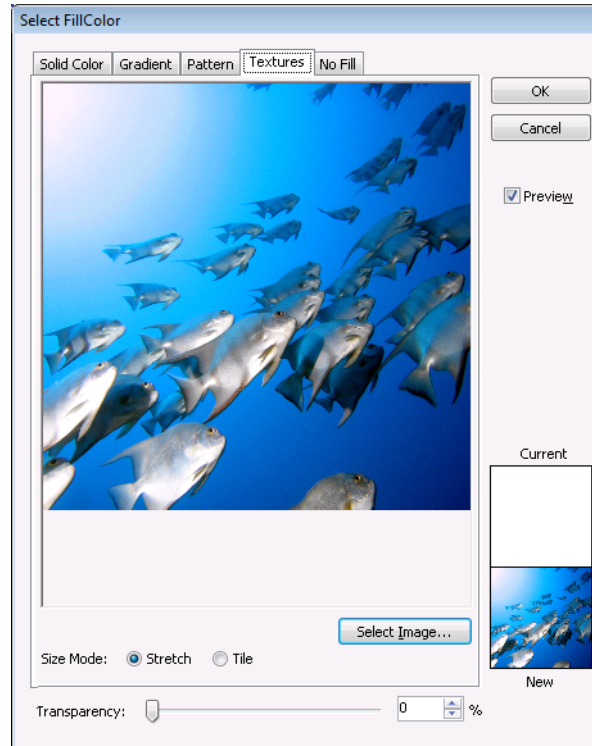 Select FillColor
Solid Color Gradient Pattern Textures No Fill
OK
Cancel
Preview
Current
Select Image...
Size Mode: Stretch Tile
New
Transparency: 0 %